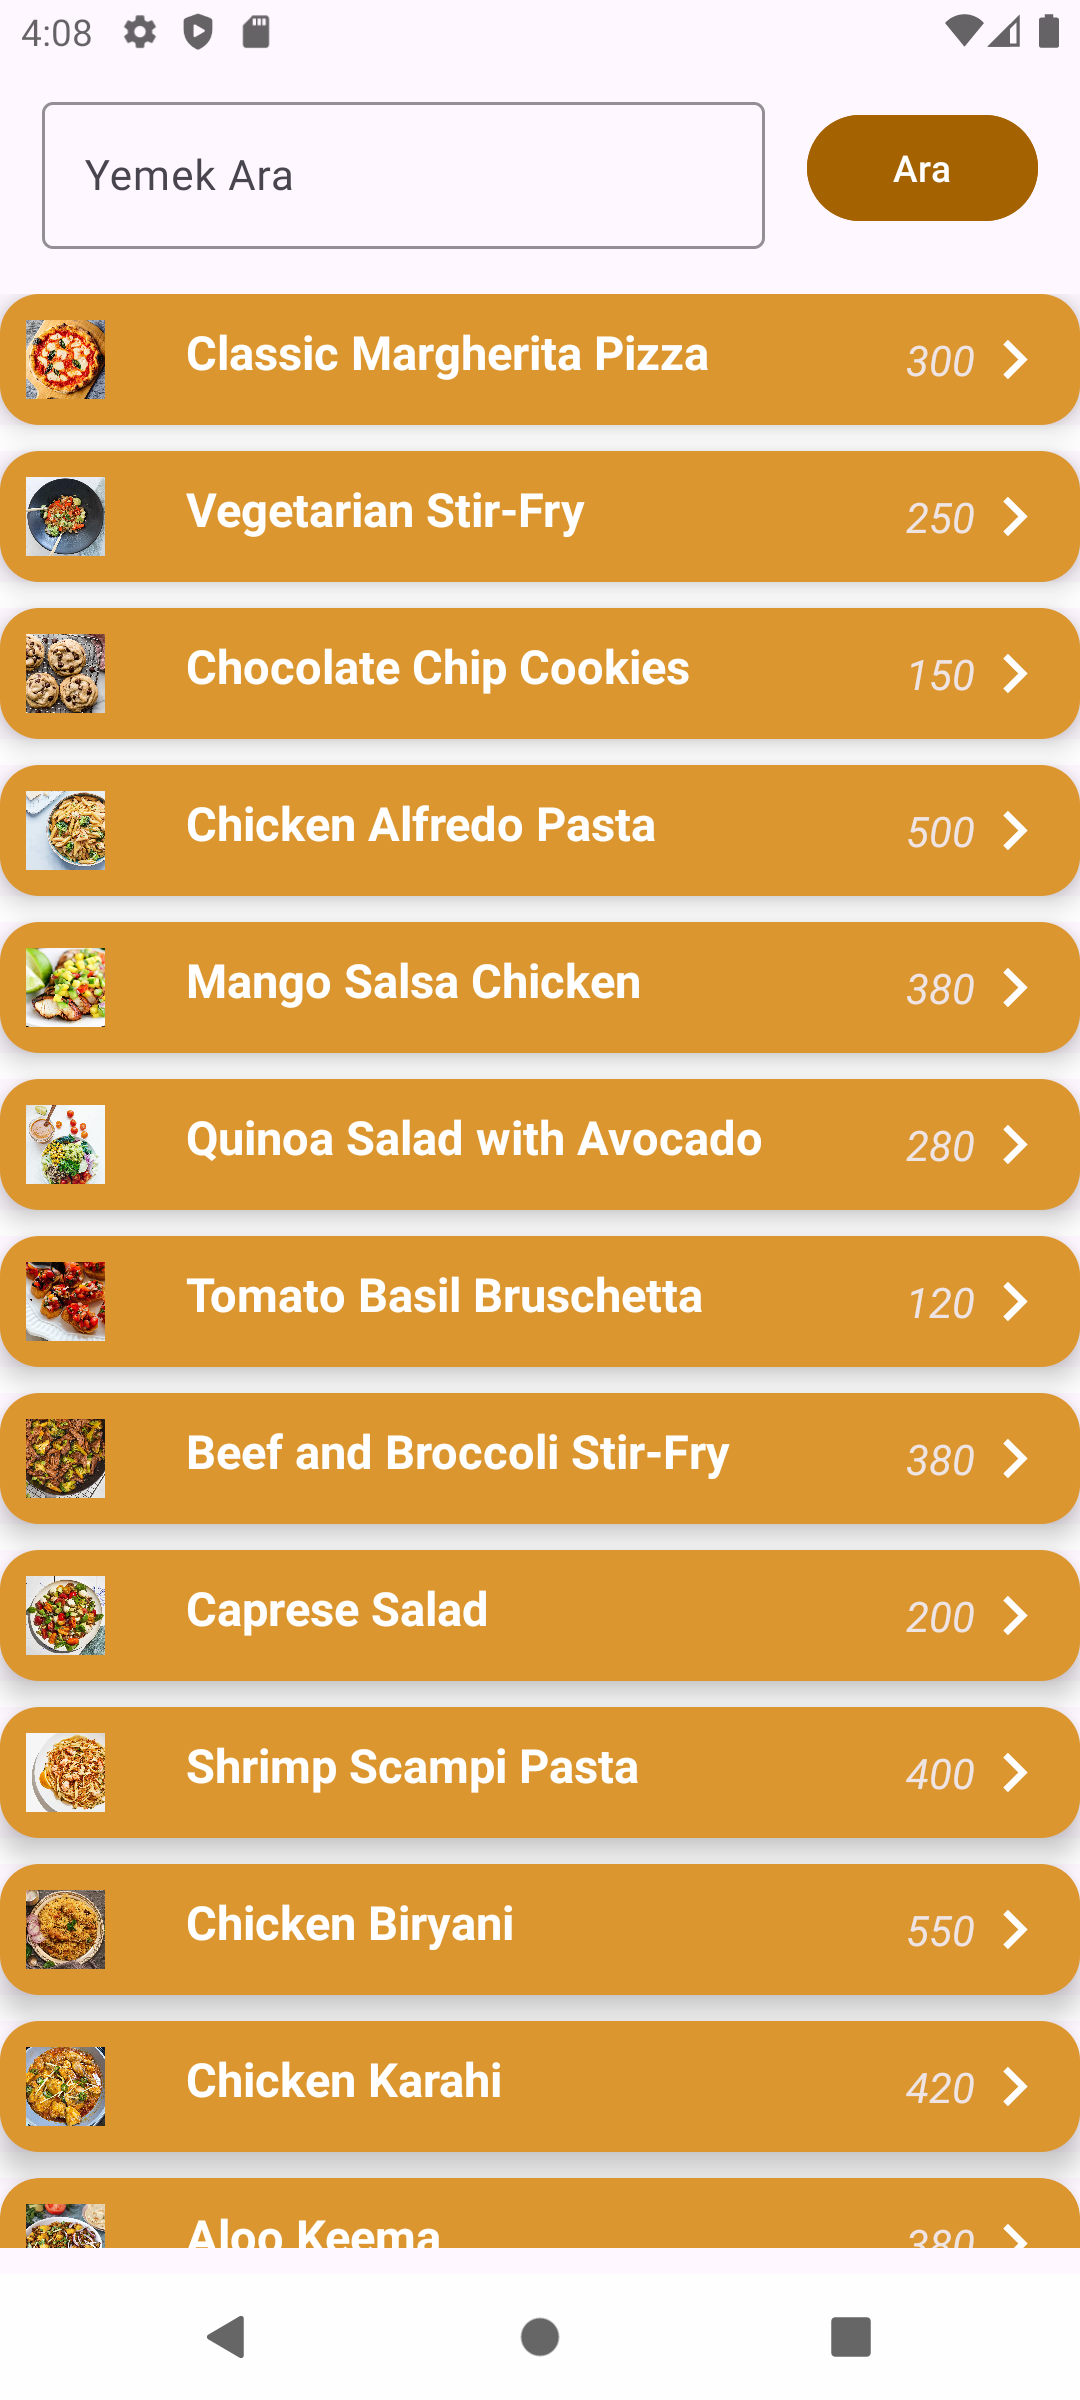 4:08
Yemek Ara
Ara
Classic Margherita Pizza 300
Vegetarian Stir-Fry 250
Chocolate Chip Cookies 150
Chicken Alfredo Pasta 500
Mango Salsa Chicken 380
Quinoa Salad with Avocado 280
Tomato Basil Bruschetta 120
Beef and Broccoli Stir-Fry 380
Caprese Salad 200
Shrimp Scampi Pasta 400
Chicken Biryani 550
Chicken Karahi 420
Aloo Keema 380